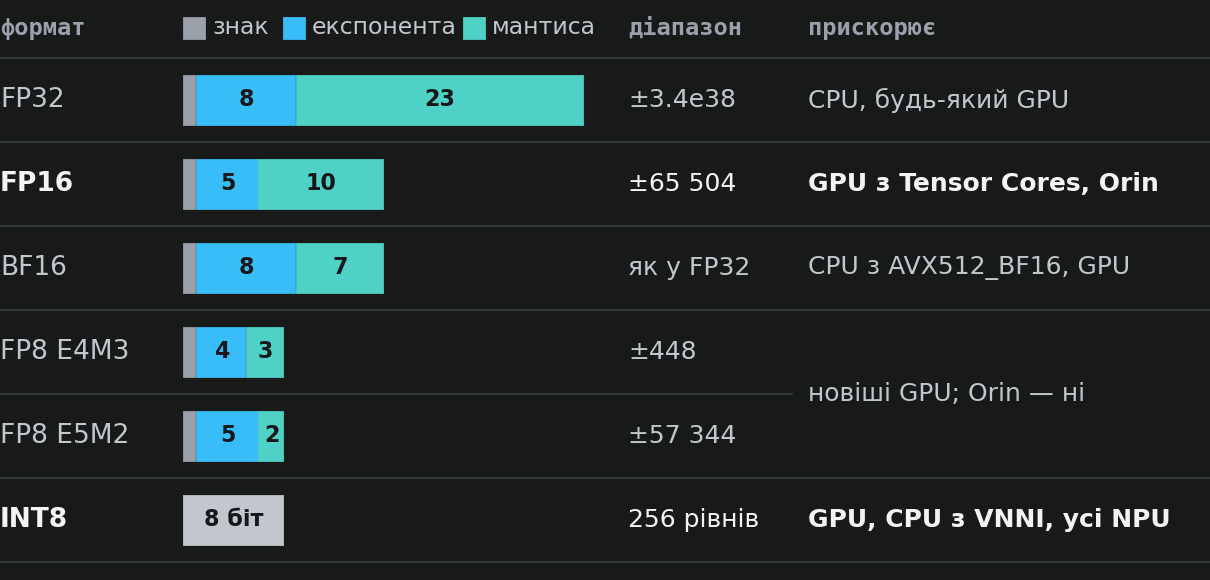 формат знак експонента мантиса діапазон прискорює
FP32 8 23 ±3.4e38 CPU, будь-який GPU
FP16 5 10 ±65 504 GPU з Tensor Cores, Orin
BF16 8 7 як у FP32 CPU з AVX512_BF16, GPU
FP8 E4M3 4 3 ±448
новіші GPU; Orin — ні
FP8 E5M2 5 2 ±57 344
INT8 8 біт 256 рівнів GPU, CPU з VNNI, усі NPU